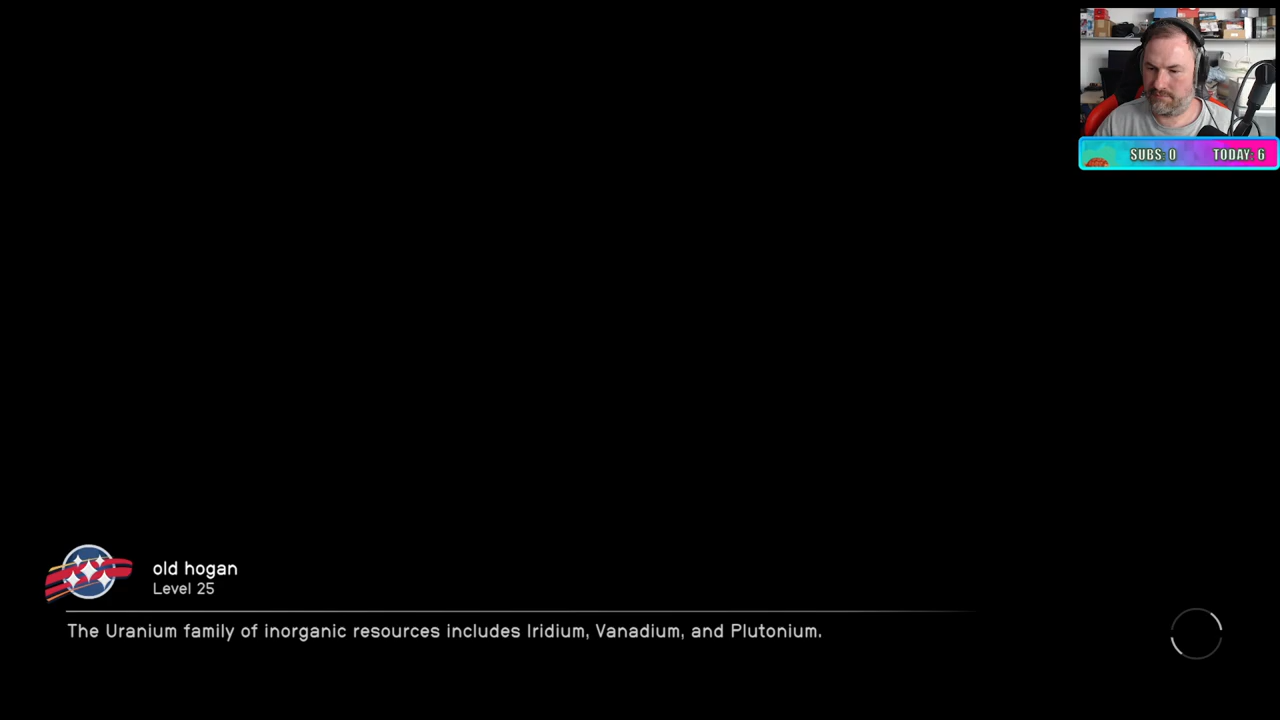 SUBS: 0 TODAY: 6
old hogan
Level 25
The Uranium family of inorganic resources includes Iridium, Vanadium, and Plutonium.